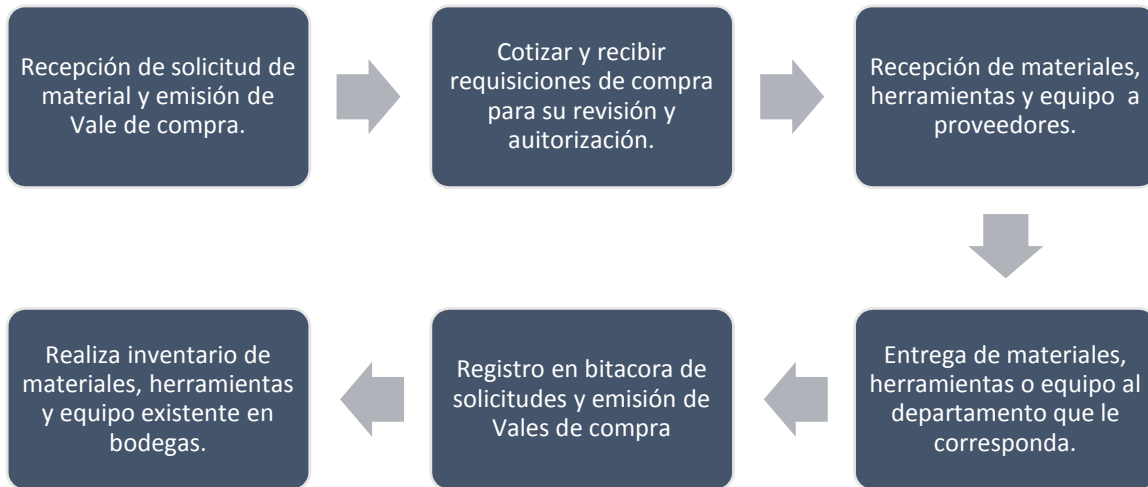 Recepción de solicitud de
material y emisión de
Vale de compra.
Cotizar y recibir
requisiciones de compra
para su revisión y
auitorización.
Recepción de materiales,
herramientas y equipo a
proveedores.
Entrega de materiales,
herramientas o equipo al
departamento que le
corresponda.
Registro en bitacora de
solicitudes y emisión de
Vales de compra
Realiza inventario de
materiales, herramientas
y equipo existente en
bodegas.